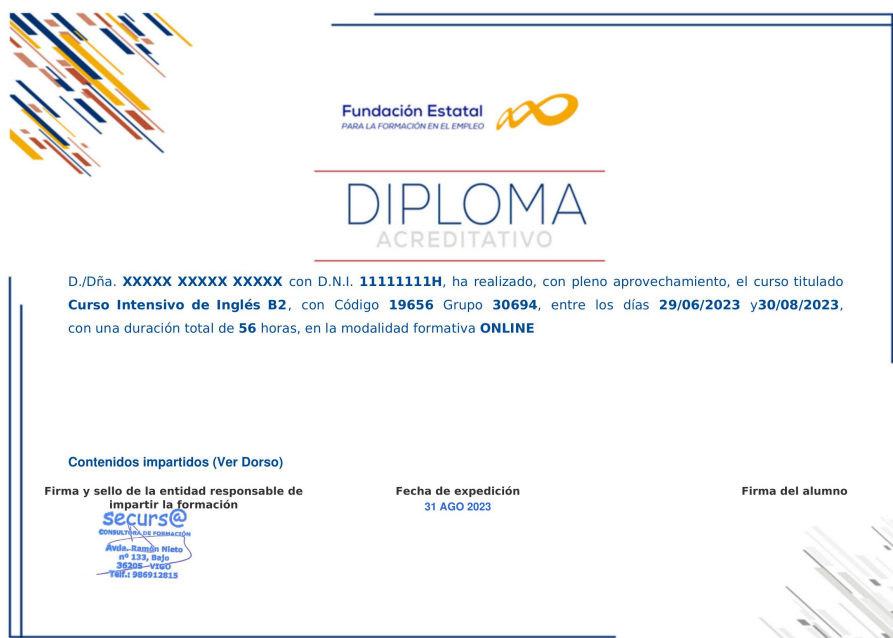 Fundación Estatal
PARA LA FORMACIÓN EN EL EMPLEO
DIPLOMA
ACREDITATIVO
D./Dña. XXXXX XXXXX XXXXX con D.N.I. 11111111H, ha realizado, con pleno aprovechamiento, el curso titulado
Curso Intensivo de Inglés B2, con Código 19656 Grupo 30694, entre los días 29/06/2023 y30/08/2023,
con una duración total de 56 horas, en la modalidad formativa ONLINE
Contenidos impartidos (Ver Dorso)
Firma y sello de la entidad responsable de
impartir la formación
securs@
CONSULTORA DE FORMACIÓN
Avda. Ramón Nieto
nº 133, Bajo
36205 -VIGO
Telf.: 986912815
Fecha de expedición
31 AGO 2023
Firma del alumno